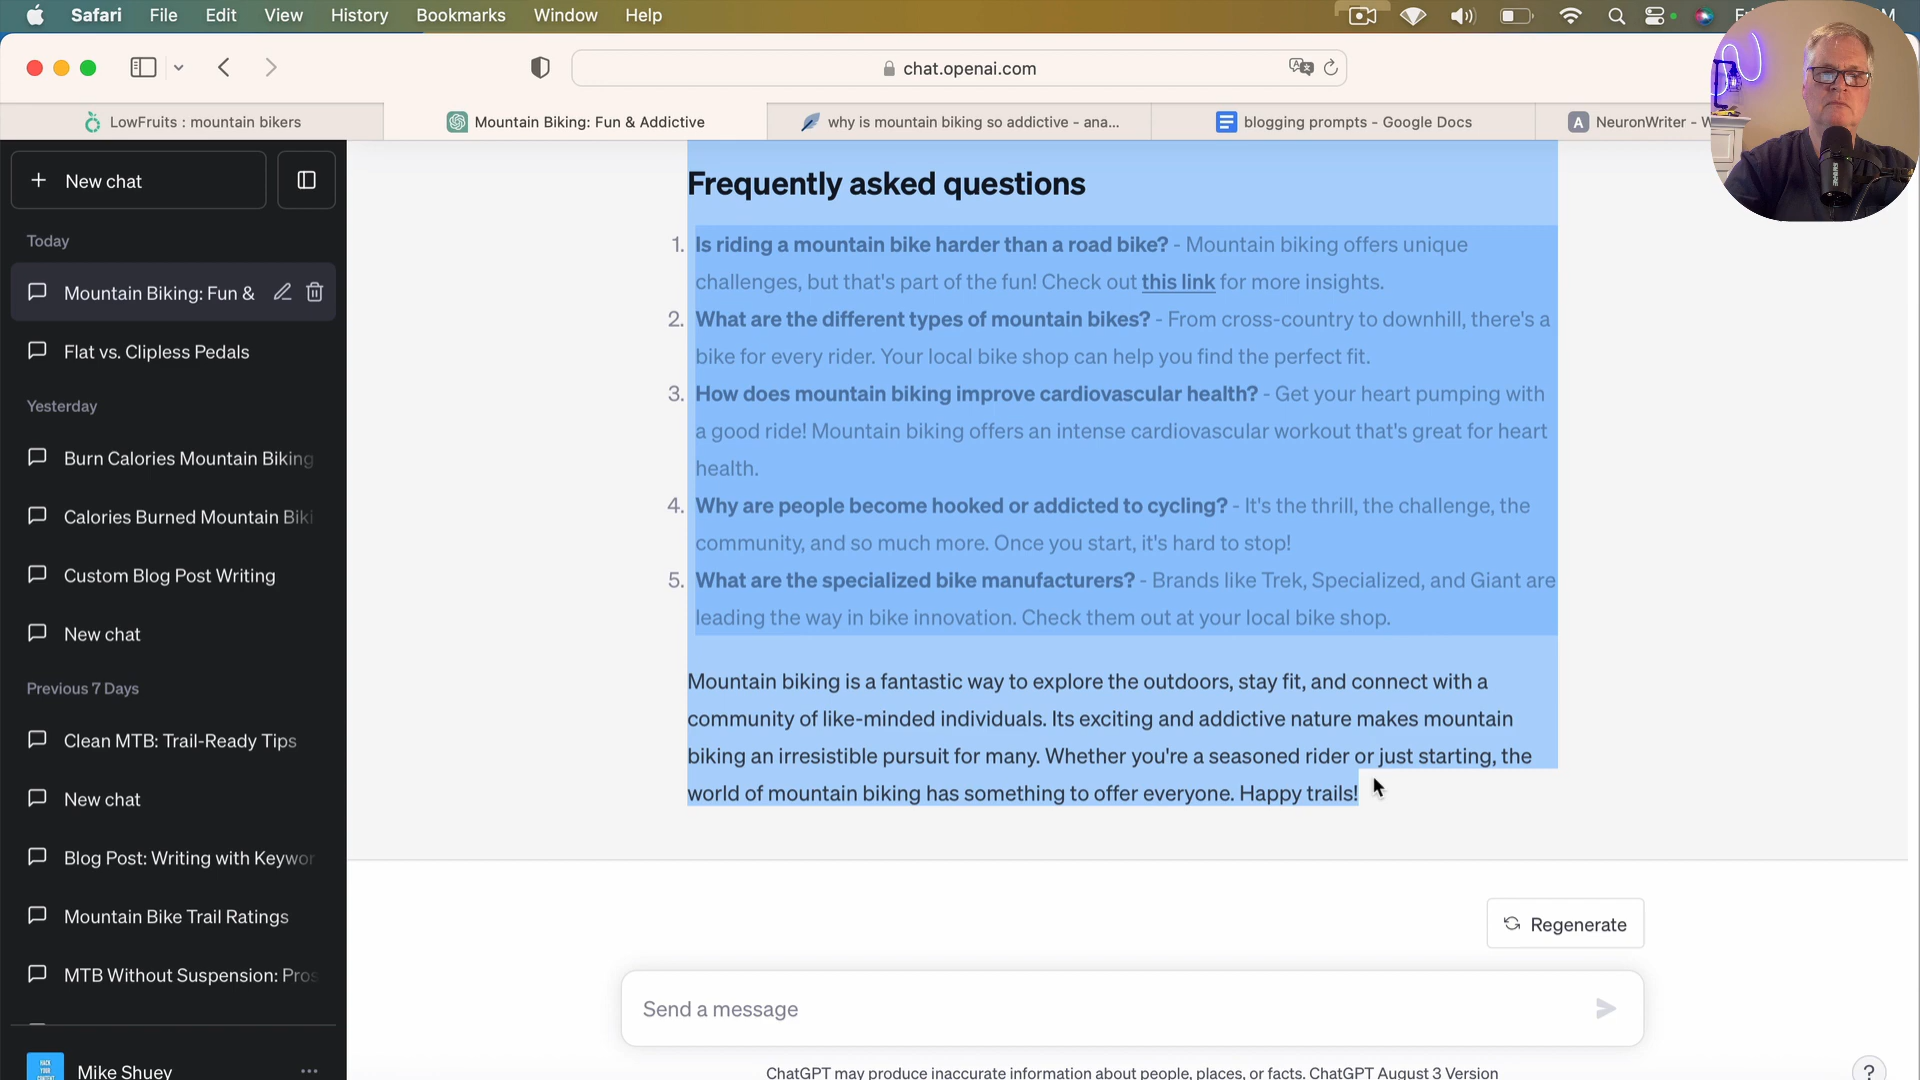 Safari File Edit View History Bookmarks Window Help
chat.openai.com
LowFruits : mountain bikers
Mountain Biking: Fun & Addictive
why is mountain biking so addictive - ana...
blogging prompts - Google Docs
NeuronWriter - W
+ New chat
Today
Mountain Biking: Fun &
Flat vs. Clipless Pedals
Yesterday
Burn Calories Mountain Biking
Calories Burned Mountain Biki
Custom Blog Post Writing
New chat
Previous 7 Days
Clean MTB: Trail-Ready Tips
New chat
Blog Post: Writing with Keywor
Mountain Bike Trail Ratings
MTB Without Suspension: Pros
Mike Shuey ...
Frequently asked questions
1. Is riding a mountain bike harder than a road bike? - Mountain biking offers unique
challenges, but that's part of the fun! Check out this link for more insights.
2. What are the different types of mountain bikes? - From cross-country to downhill, there's a
bike for every rider. Your local bike shop can help you find the perfect fit.
3. How does mountain biking improve cardiovascular health? - Get your heart pumping with
a good ride! Mountain biking offers an intense cardiovascular workout that's great for heart
health.
4. Why are people become hooked or addicted to cycling? - It's the thrill, the challenge, the
community, and so much more. Once you start, it's hard to stop!
5. What are the specialized bike manufacturers? - Brands like Trek, Specialized, and Giant are
leading the way in bike innovation. Check them out at your local bike shop.
Mountain biking is a fantastic way to explore the outdoors, stay fit, and connect with a
community of like-minded individuals. Its exciting and addictive nature makes mountain
biking an irresistible pursuit for many. Whether you're a seasoned rider or just starting, the
world of mountain biking has something to offer everyone. Happy trails!
Regenerate
Send a message
ChatGPT may produce inaccurate information about people, places, or facts. ChatGPT August 3 Version
?